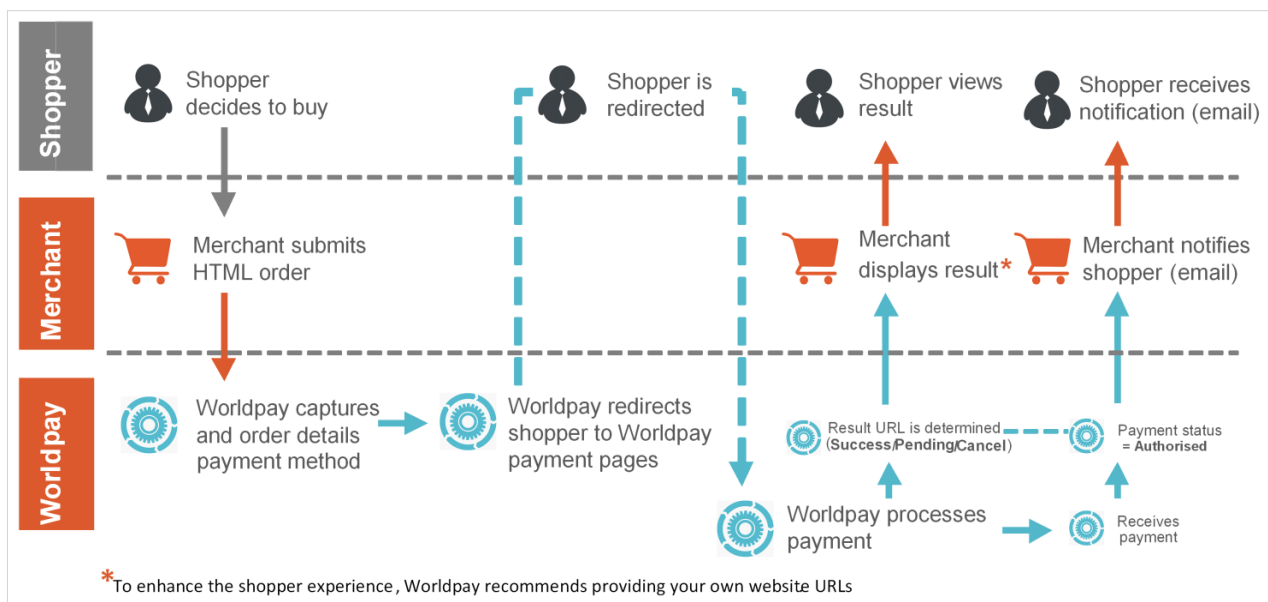 Shopper
Shopper
decides to buy
Shopper is
redirected
Shopper views
result
Shopper receives
notification (email)
Merchant
Merchant submits
HTML order
Merchant
displays result*
Merchant notifies
shopper (email)
Worldpay
Worldpay captures
and order details
payment method
Worldpay redirects
shopper to Worldpay
payment pages
Result URL is determined
(Success/Pending/Cancel)
Payment status
= Authorised
Worldpay processes
payment
Receives
payment
*To enhance the shopper experience, Worldpay recommends providing your own website URLs